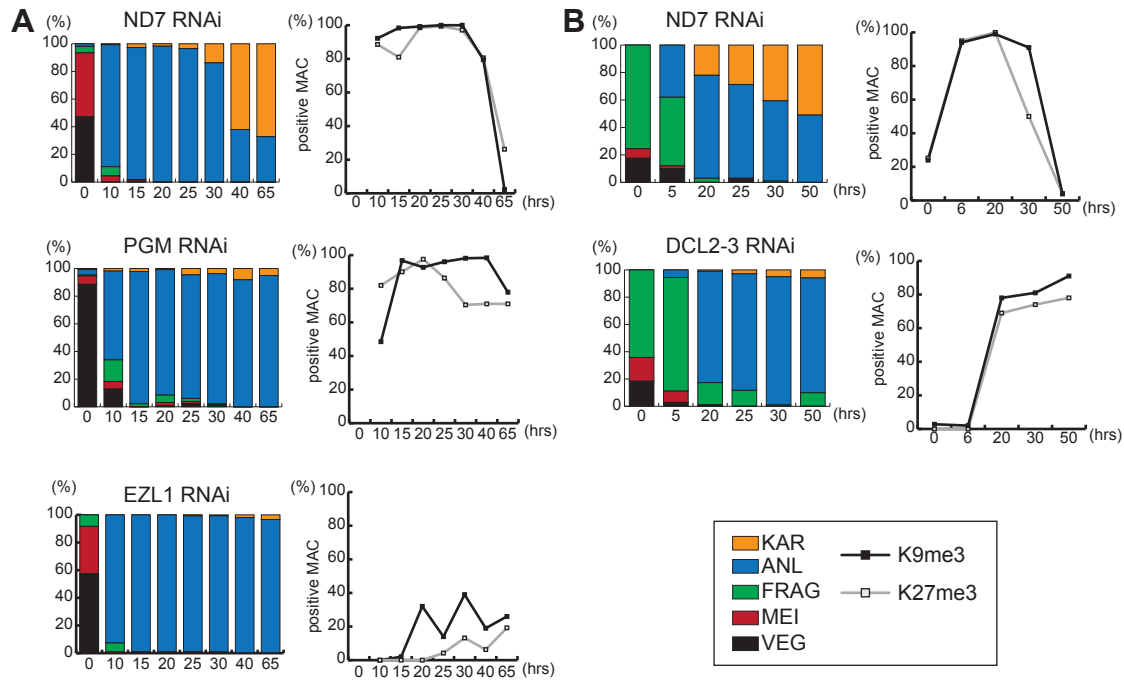 A
ND7 RNAi
(%)
100
80
60
40
20
0
0 10 15 20 25 30 40 65
(%)
positive MAC
100
80
60
40
20
0
0 10 15 20 25 30 40 65 (hrs)
PGM RNAi
(%)
100
80
60
40
20
0
0 10 15 20 25 30 40 65
(%)
positive MAC
100
80
60
40
20
0
0 10 15 20 25 30 40 65 (hrs)
EZL1 RNAi
(%)
100
80
60
40
20
0
0 10 15 20 25 30 40 65
(%)
positive MAC
100
80
60
40
20
0
0 10 15 20 25 30 40 65 (hrs)
B
ND7 RNAi
(%)
100
80
60
40
20
0
0 5 20 25 30 50
(%)
positive MAC
100
80
60
40
20
0
0 6 20 30 50
(hrs)
DCL2-3 RNAi
(%)
100
80
60
40
20
0
0 5 20 25 30 50
(%)
positive MAC
100
80
60
40
20
0
0 6 20 30 50 (hrs)
KAR
ANL
FRAG
MEI
VEG
K9me3
K27me3